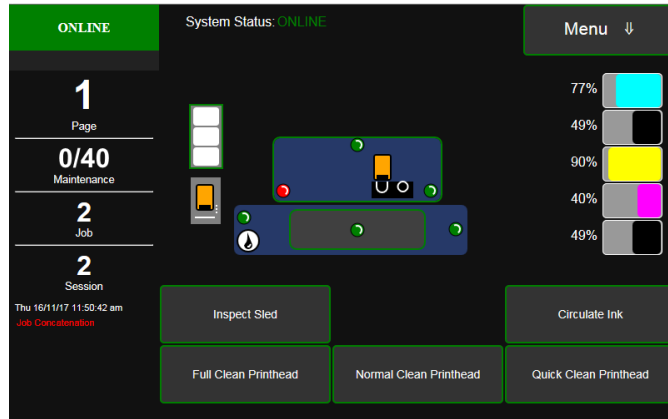 ONLINE
System Status: ONLINE
Menu ⇓
1
Page
0/40
Maintenance
2
Job
2
Session
Thu 16/11/17 11:50:42 am
Job Concatenation
77%
49%
90%
40%
49%
Inspect Sled
Circulate Ink
Full Clean Printhead
Normal Clean Printhead
Quick Clean Printhead